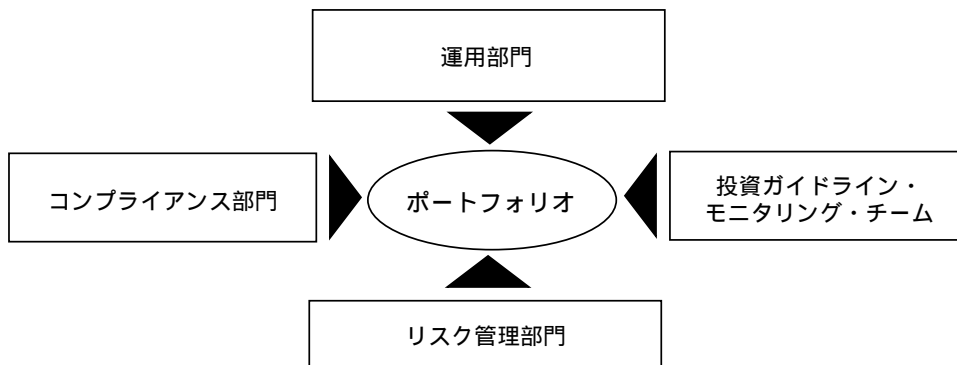 運用部門
コンプライアンス部門
ポートフォリオ
投資ガイドライン・
モニタリング・チーム
リスク管理部門